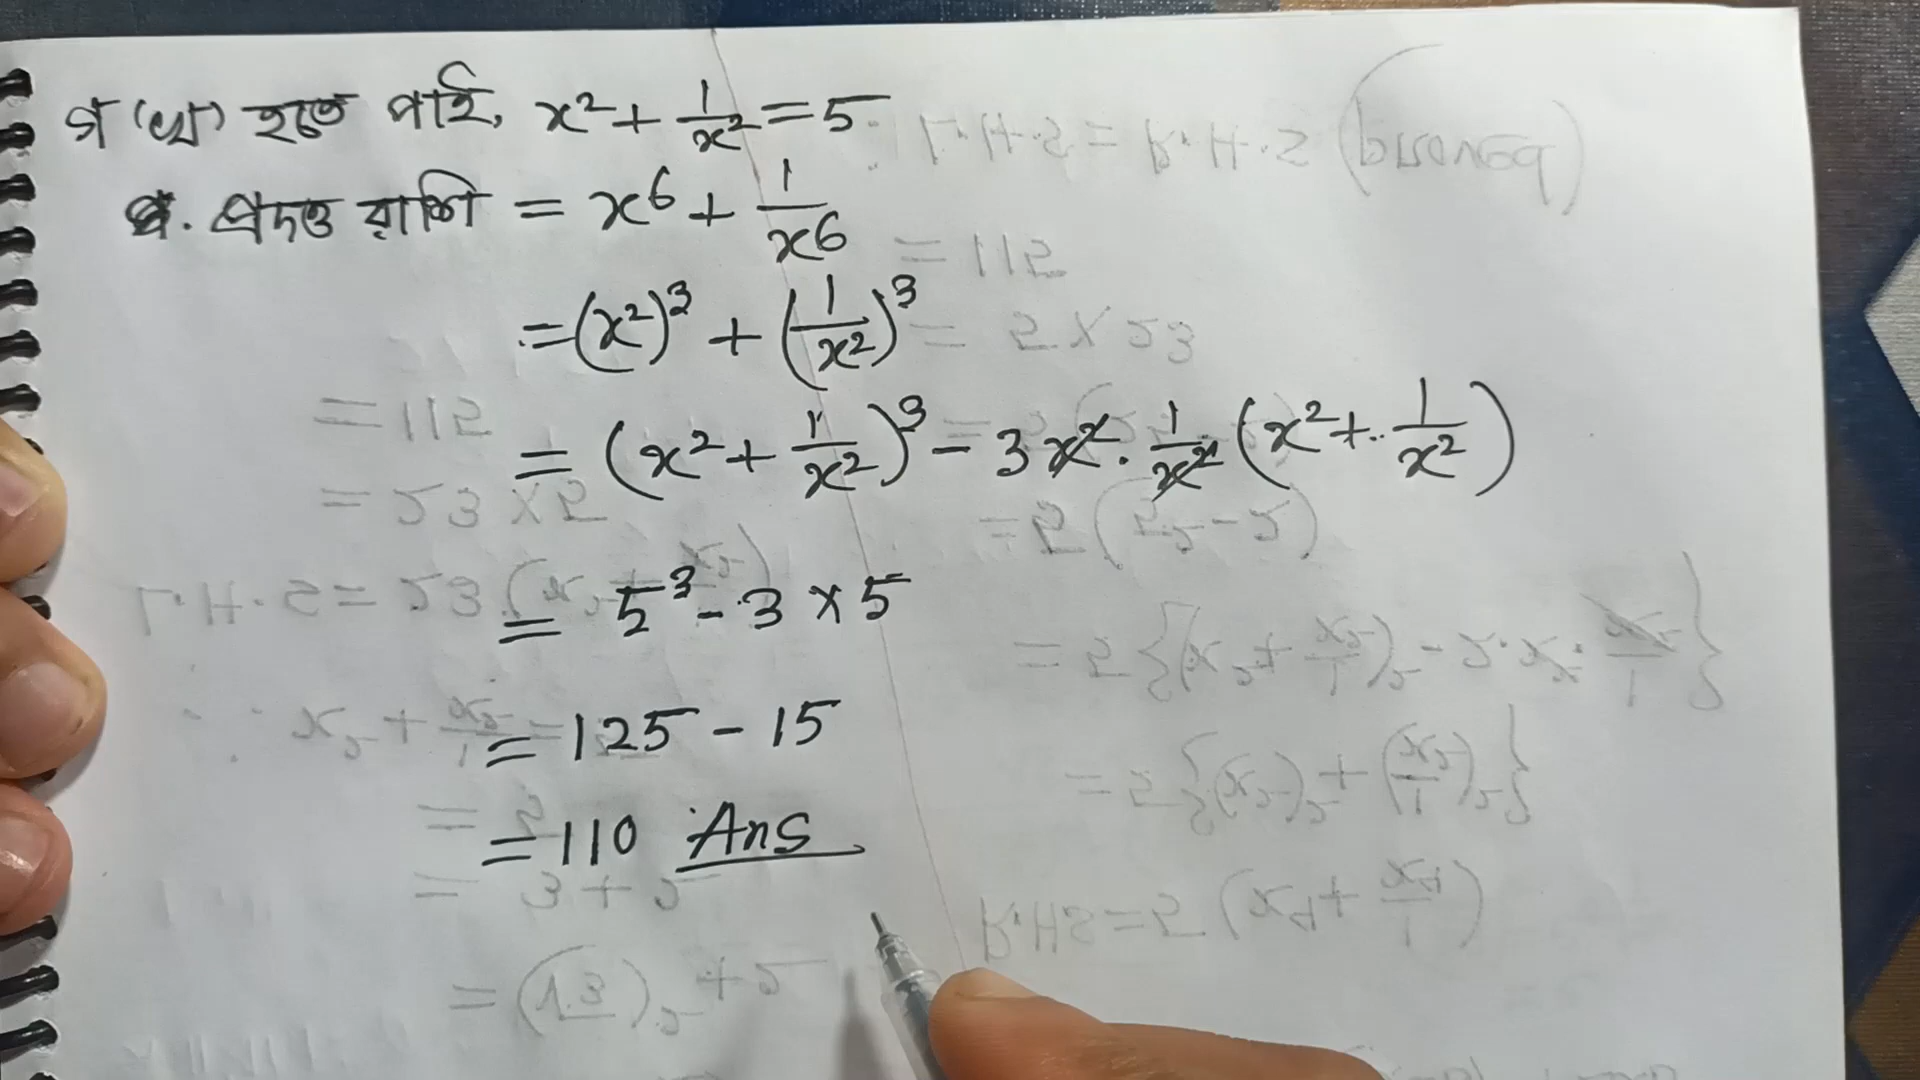 গ (খ) হতে পাই, x² + 1/x² = 5
প্রদত্ত রাশি = x⁶ + 1/x⁶
= (x²)³ + (1/x²)³
= (x² + 1/x²)³ - 3x² · 1/x² (x² + 1/x²)
= 5³ - 3 × 5
= 125 - 15
= 110 Ans